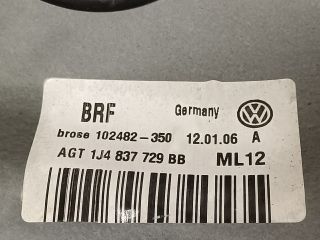 BRF Germany
brose 102482-350 12.01.06 A
AGT 1J4 837 729 BB ML12